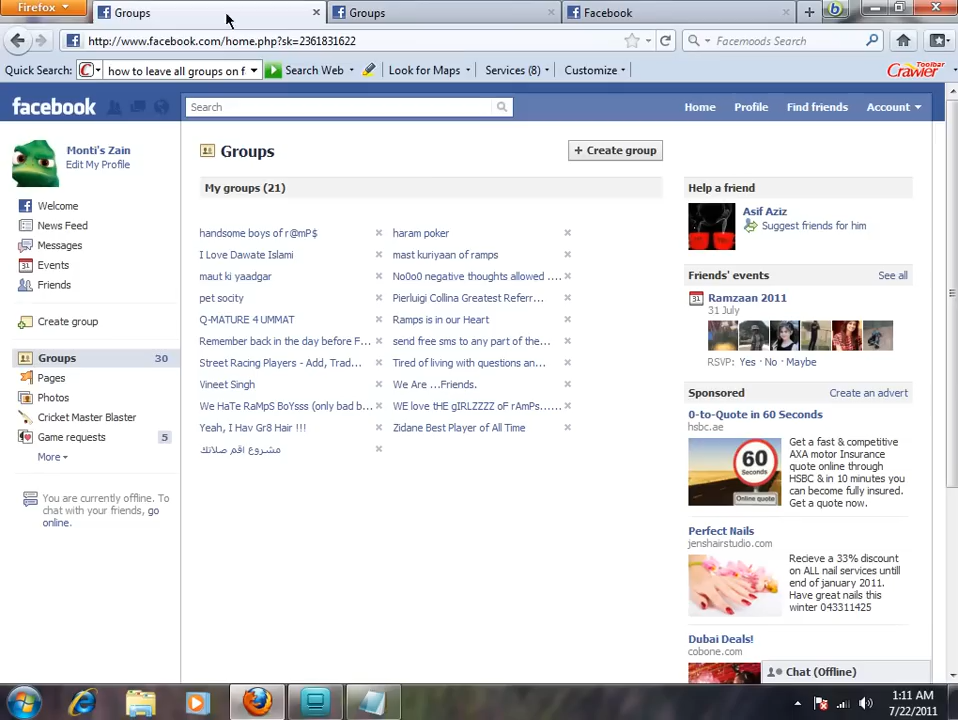 Firefox
Groups
Groups
Facebook
http://www.facebook.com/home.php?sk=2361831622
Facemoods Search
Quick Search:
how to leave all groups on f
Search Web
Look for Maps
Services (8)
Customize
Crawler Toolbar
facebook
Search
Home
Profile
Find friends
Account
Monti's Zain
Edit My Profile
Welcome
News Feed
Messages
31 Events
Friends
Create group
Groups 30
Pages
Photos
Cricket Master Blaster
Game requests 5
More
You are currently offline. To
chat with your friends, go
online.
Groups
+ Create group
My groups (21)
handsome boys of r@mP$
haram poker
I Love Dawate Islami
mast kuriyaan of ramps
maut ki yaadgar
No0o0 negative thoughts allowed ....
pet socity
Pierluigi Collina Greatest Referr...
Q-MATURE 4 UMMAT
Ramps is in our Heart
Remember back in the day before F...
send free sms to any part of the...
Street Racing Players - Add, Trad...
Tired of living with questions an...
Vineet Singh
We Are ...Friends.
We HaTe RaMpS BoYsss (only bad b...
WE love tHE gIRLZZZZ oF rAmPs......
Yeah, I Hav Gr8 Hair !!!
Zidane Best Player of All Time
مشروع اقم صلاتك
Help a friend
Asif Aziz
Suggest friends for him
Friends' events
See all
31 Ramzaan 2011
31 July
RSVP: Yes · No · Maybe
Sponsored
Create an advert
0-to-Quote in 60 Seconds
hsbc.ae
60
Seconds
Online quote
Get a fast & competitive
AXA motor Insurance
quote online through
HSBC & in 10 minutes you
can become fully insured.
Get a quote now.
Perfect Nails
jenshairstudio.com
Recieve a 33% discount
on ALL nail services untill
end of january 2011.
Have great nails this
winter 043311425
Dubai Deals!
cobone.com
Chat (Offline)
1:11 AM
7/22/2011